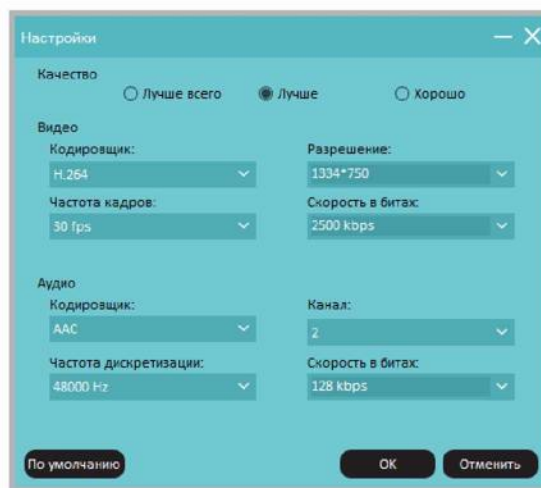 Настройки
Качество
Лучше всего Лучше Хорошо
Видео
Кодировщик: Разрешение:
H.264 1334*750
Частота кадров: Скорость в битах:
30 fps 2500 kbps
Аудио
Кодировщик: Канал:
AAC 2
Частота дискретизации: Скорость в битах:
48000 Hz 128 kbps
По умолчанию OK Отменить